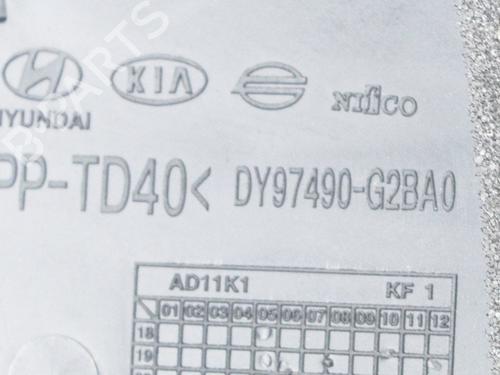 HYUNDAI
KIA
NIFCO
PP-TD40< DY97490-G2BA0
AD11K1 KF 1
01 02 03 04 05 06 07 08 09 10 11 12
18
19